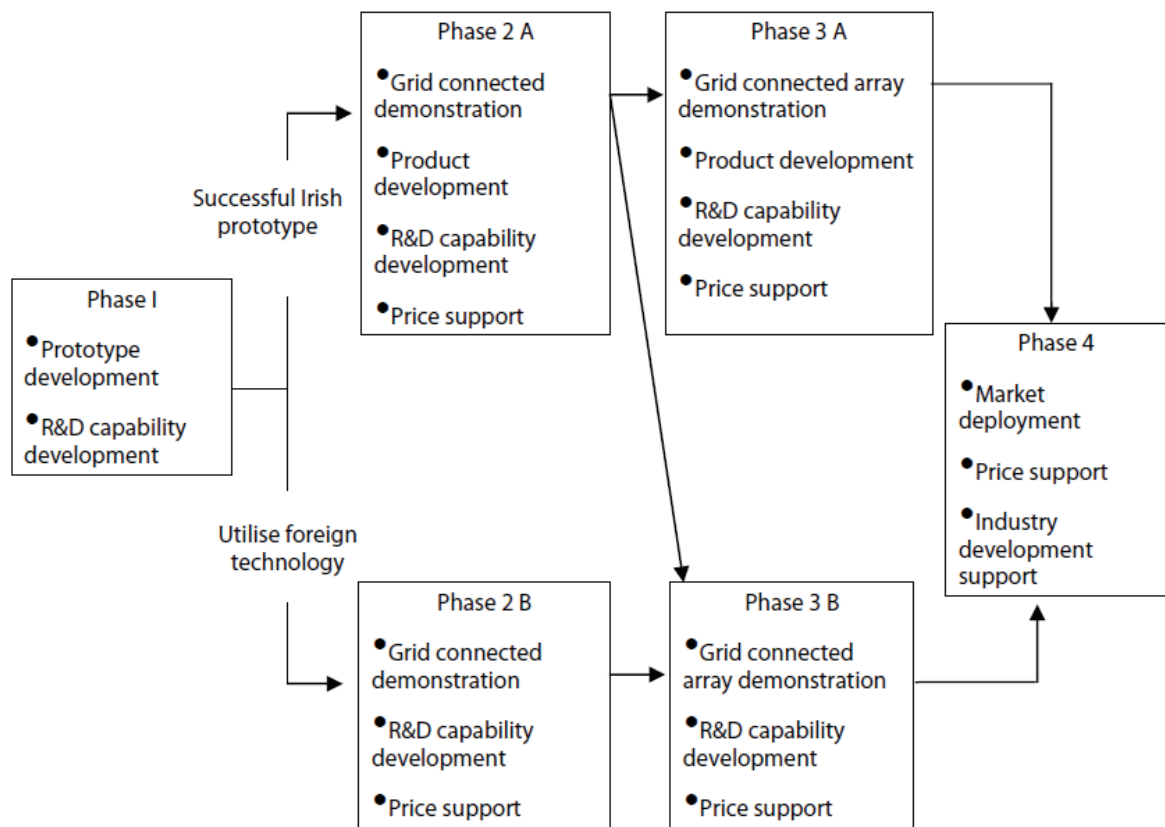 Phase 2 A
•Grid connected
demonstration
•Product
development
•R&D capability
development
•Price support
Phase 3 A
•Grid connected array
demonstration
•Product development
•R&D capability
development
•Price support
Successful Irish
prototype
Phase I
•Prototype
development
•R&D capability
development
Phase 4
•Market
deployment
•Price support
•Industry
development
support
Utilise foreign
technology
Phase 2 B
•Grid connected
demonstration
•R&D capability
development
•Price support
Phase 3 B
•Grid connected
array demonstration
•R&D capability
development
•Price support